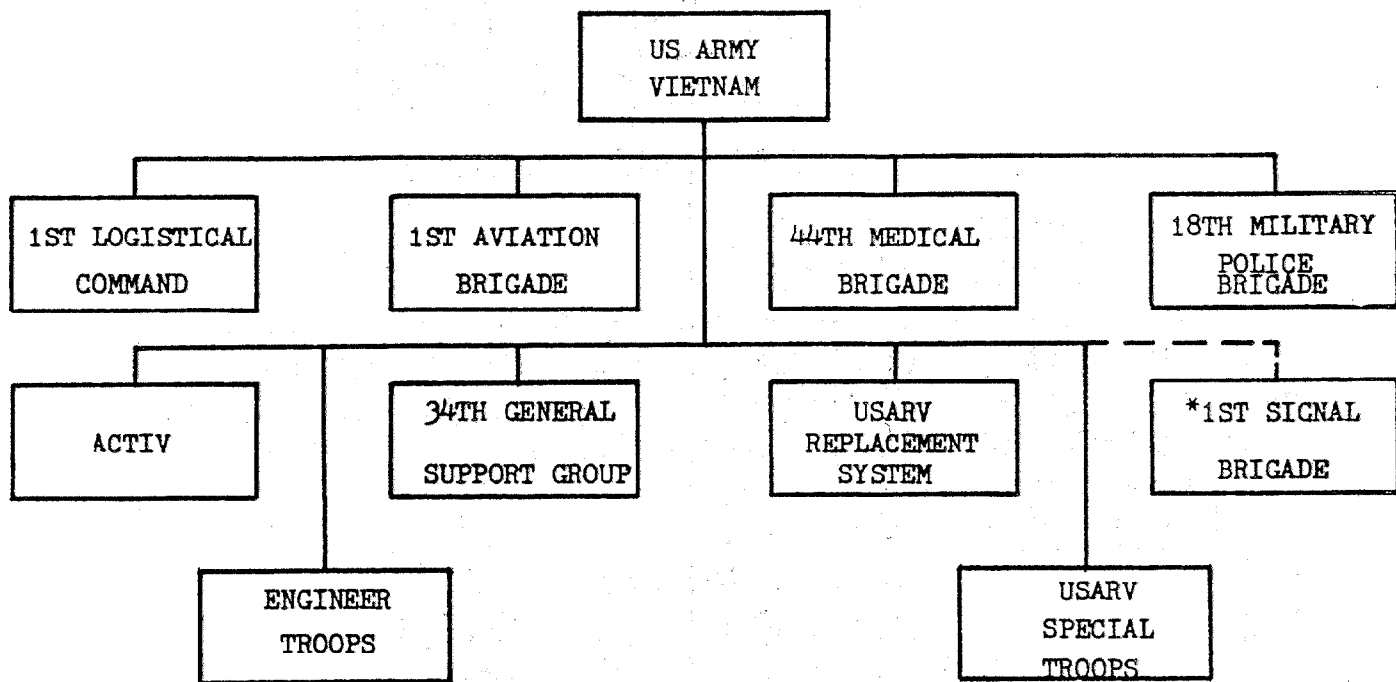 US ARMY
VIETNAM
1ST LOGISTICAL
COMMAND
1ST AVIATION
BRIGADE
44TH MEDICAL
BRIGADE
18TH MILITARY
POLICE
BRIGADE
ACTIV
34TH GENERAL
SUPPORT GROUP
USARV
REPLACEMENT
SYSTEM
*1ST SIGNAL
BRIGADE
ENGINEER
TROOPS
USARV
SPECIAL
TROOPS